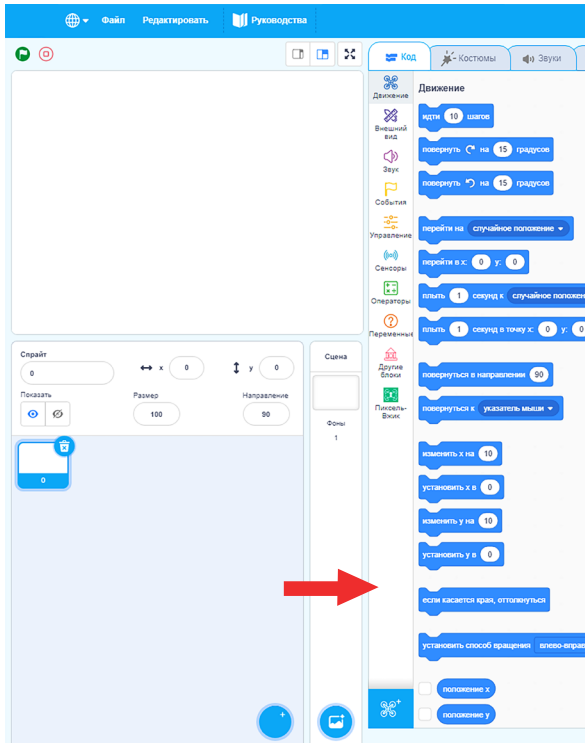 Файл Редактировать Руководства
Код Костюмы Звуки
Движение
Внешний вид
Звук
События
Управление
Сенсоры
Операторы
Переменные
Другие блоки
Пиксель-Вжик
Движение
идти 10 шагов
повернуть на 15 градусов
повернуть на 15 градусов
перейти на случайное положение
перейти в x: 0 y: 0
плыть 1 секунд к случайное положен
плыть 1 секунд в точку x: 0 y: 0
повернуться в направлении 90
повернуться к указатель мыши
изменить x на 10
установить x в 0
изменить y на 10
установить y в 0
если касается края, оттолкнуться
установить способ вращения влево-вправ
положение x
положение y
Спрайт
0 x 0 y 0
Показать Размер Направление
100 90
0
Сцена
Фоны
1